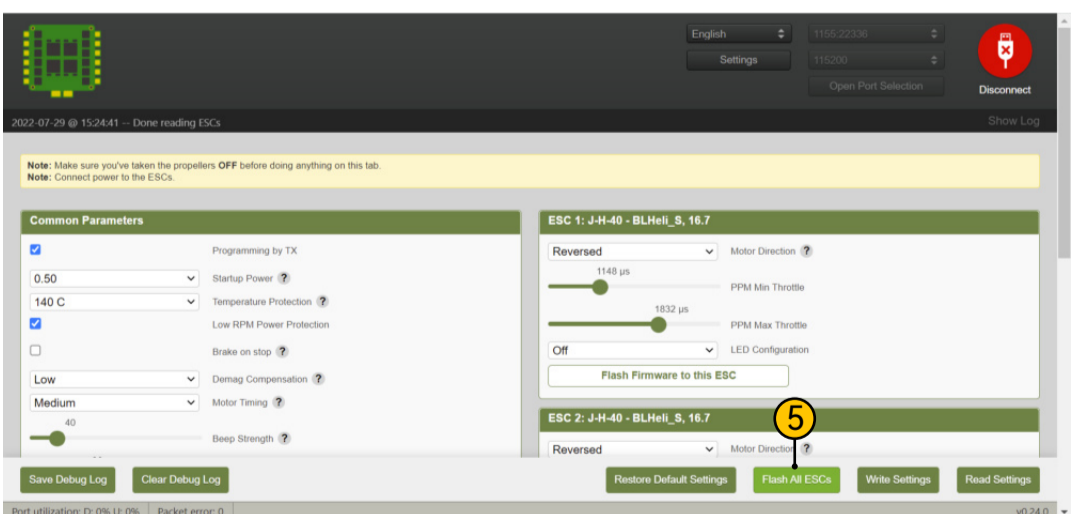 English
1155:22336
Settings
115200
Open Port Selection
Disconnect
2022-07-29 @ 15:24:41 -- Done reading ESCs
Show Log
Note: Make sure you've taken the propellers OFF before doing anything on this tab.
Note: Connect power to the ESCs.
Common Parameters
Programming by TX
0.50 Startup Power ?
140 C Temperature Protection ?
Low RPM Power Protection
Brake on stop ?
Low Demag Compensation ?
Medium Motor Timing ?
40
Beep Strength ?
ESC 1: J-H-40 - BLHeli_S, 16.7
Reversed Motor Direction ?
1148 µs
PPM Min Throttle
1832 µs
PPM Max Throttle
Off LED Configuration
Flash Firmware to this ESC
ESC 2: J-H-40 - BLHeli_S, 16.7
5
Reversed Motor Direction ?
Save Debug Log Clear Debug Log Restore Default Settings Flash All ESCs Write Settings Read Settings
Port utilization: D: 0% U: 0% Packet error: 0 v0.24.0